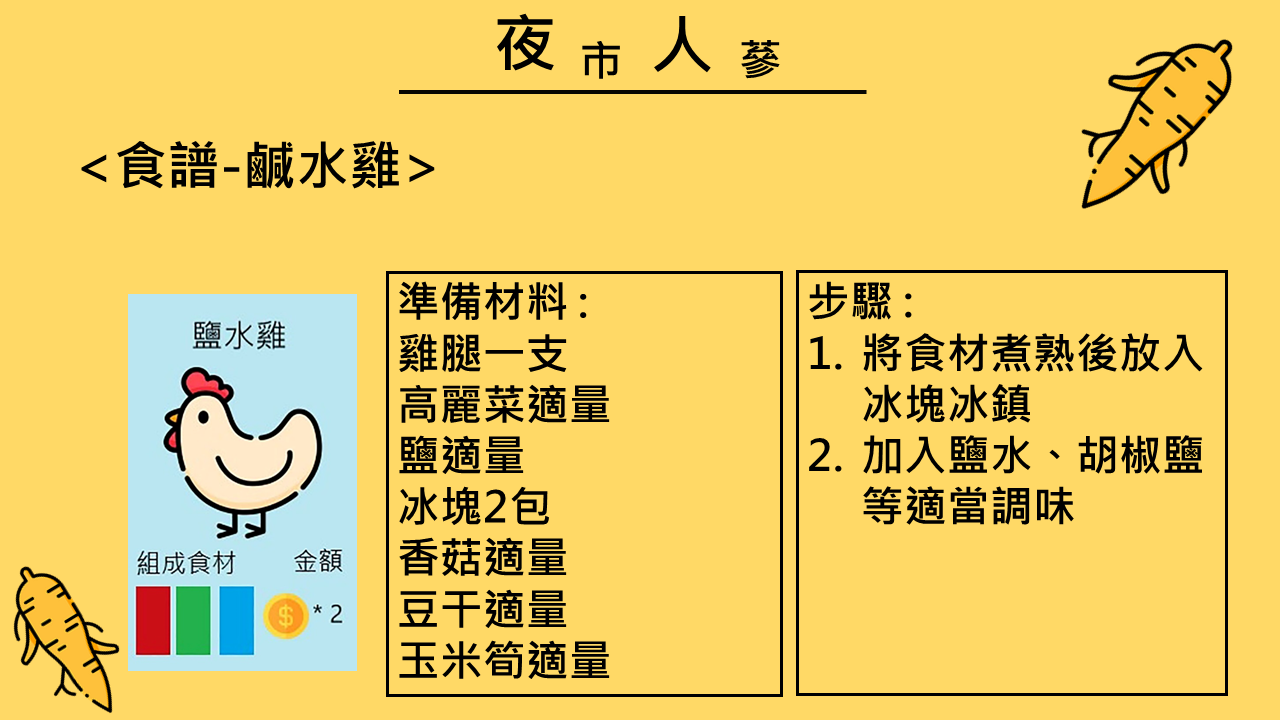 夜市人蔘
<食譜-鹹水雞>
鹽水雞
組成食材 金額
$ * 2
準備材料 :
雞腿一支
高麗菜適量
鹽適量
冰塊2包
香菇適量
豆干適量
玉米筍適量
步驟 :
1. 將食材煮熟後放入
冰塊冰鎮
2. 加入鹽水、胡椒鹽
等適當調味